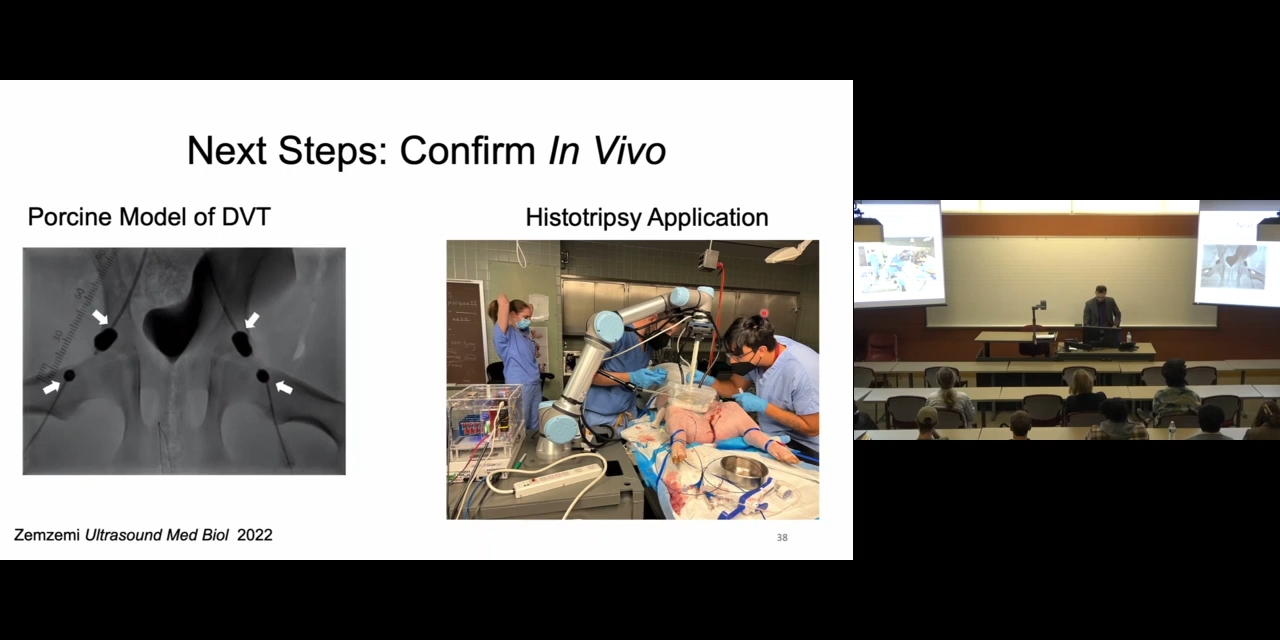 Next Steps: Confirm In Vivo
Porcine Model of DVT
Histotripsy Application
Zemzemi Ultrasound Med Biol 2022
38